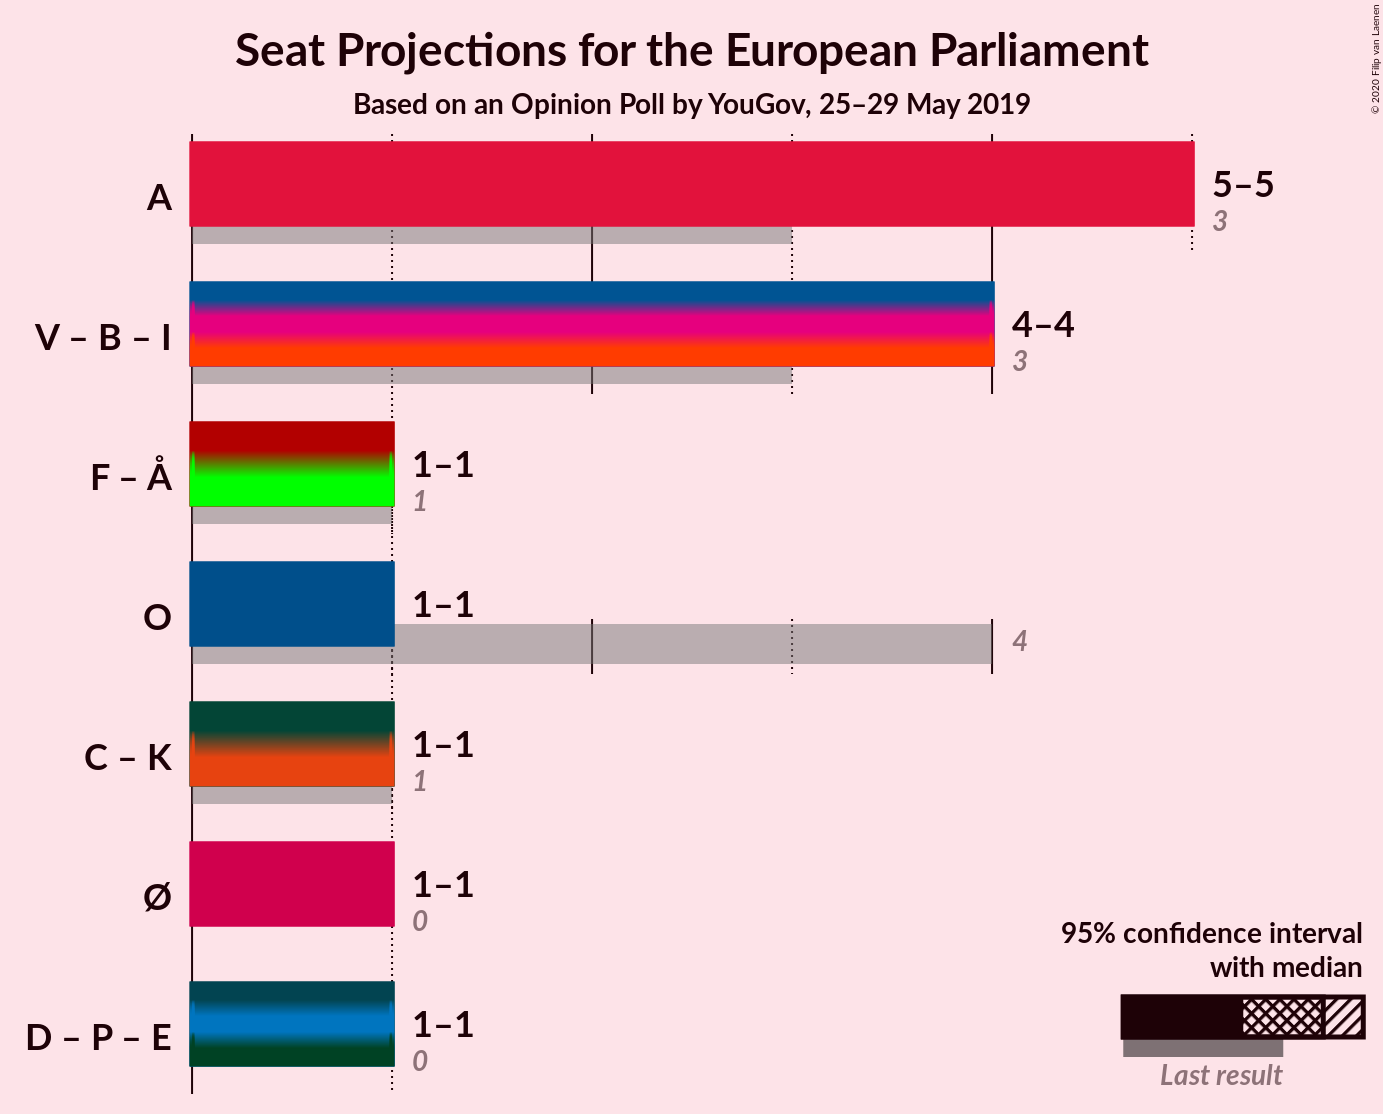 Seat Projections for the European Parliament
Based on an Opinion Poll by YouGov, 25–29 May 2019
© 2020 Filip van Laenen
A
5–5
3
V – B – I
4–4
3
F – Å
1–1
1
O
1–1
4
C – K
1–1
1
Ø
1–1
0
D – P – E
1–1
0
95% confidence interval
with median
Last result